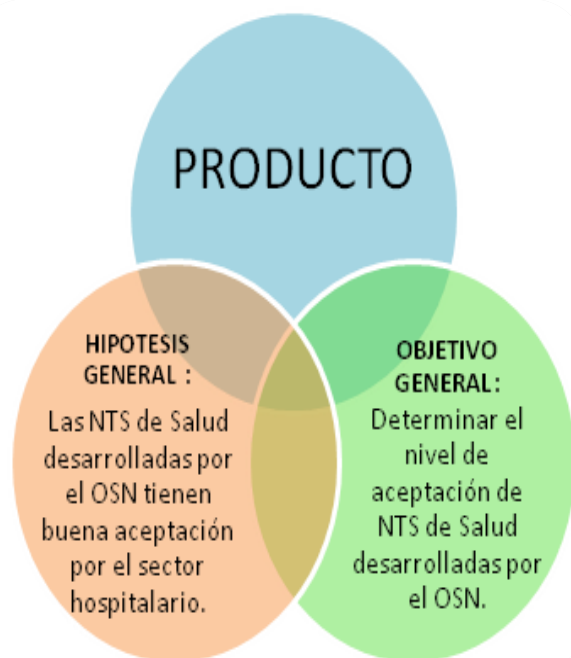 PRODUCTO
HIPOTESIS
GENERAL :
Las NTS de Salud
desarrolladas por
el OSN tienen
buena aceptación
por el sector
hospitalario.
OBJETIVO
GENERAL:
Determinar el
nivel de
aceptación de
NTS de Salud
desarrolladas por
el OSN.